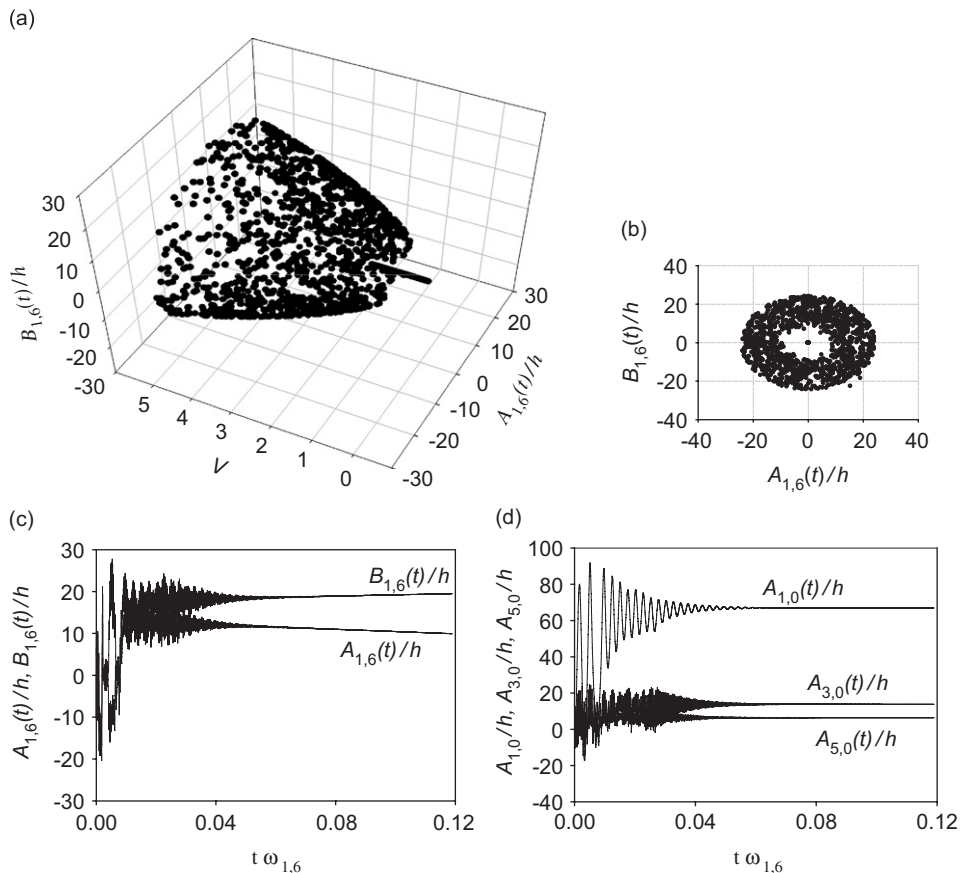 (a)
B1,6(t)/h
30
20
10
0
-10
-20
-30
5
4
3
2
1
0
V
-30
-20
-10
0
10
20
30
A1,6(t)/h
(b)
B1,6(t)/h
40
20
0
-20
-40
-40 -20 0 20 40
A1,6(t)/h
(c)
A1,6(t)/h, B1,6(t)/h
30
20
10
0
-10
-20
-30
B1,6(t)/h
A1,6(t)/h
0.00 0.04 0.08 0.12
t ω1,6
(d)
A1,0/h, A3,0/h, A5,0/h
100
80
60
40
20
0
-20
-40
A1,0(t)/h
A3,0(t)/h
A5,0(t)/h
0.00 0.04 0.08 0.12
t ω1,6